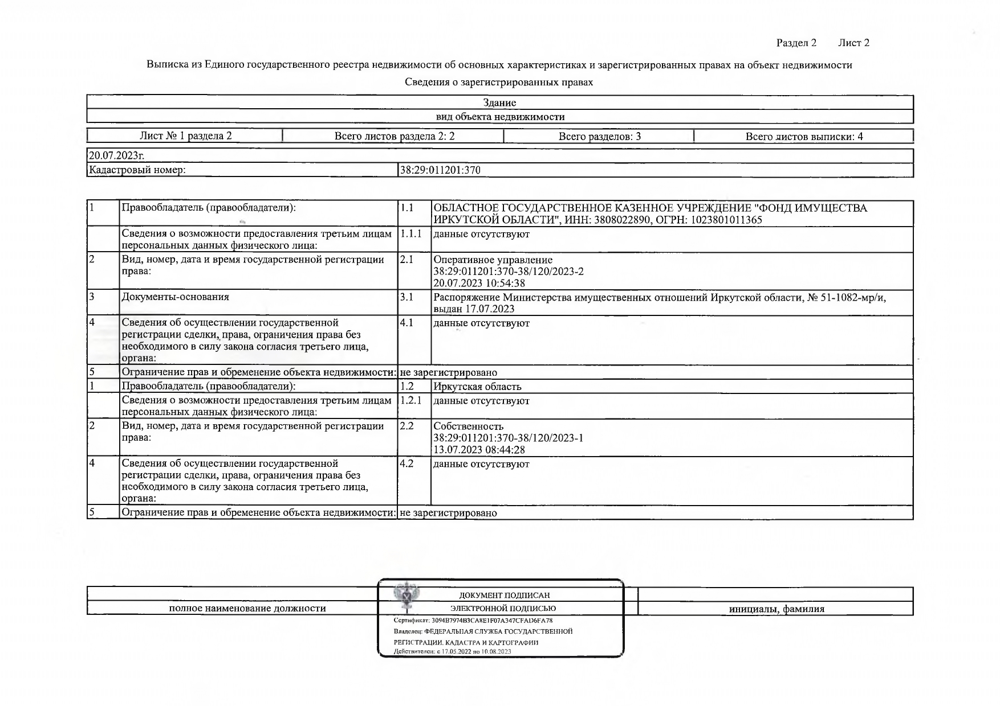 Раздел 2 Лист 2
Выписка из Единого государственного реестра недвижимости об основных характеристиках и зарегистрированных правах на объект недвижимости
Сведения о зарегистрированных правах
Здание
вид объекта недвижимости
Лист № 1 раздела 2 Всего листов раздела 2: 2 Всего разделов: 3 Всего листов выписки: 4
20.07.2023г.
Кадастровый номер: 38:29:011201:370
1 Правообладатель (правообладатели): 1.1 ОБЛАСТНОЕ ГОСУДАРСТВЕННОЕ КАЗЕННОЕ УЧРЕЖДЕНИЕ "ФОНД ИМУЩЕСТВА
ИРКУТСКОЙ ОБЛАСТИ", ИНН: 3808022890, ОГРН: 1023801011365
Сведения о возможности предоставления третьим лицам 1.1.1 данные отсутствуют
персональных данных физического лица:
2 Вид, номер, дата и время государственной регистрации 2.1 Оперативное управление
права: 38:29:011201:370-38/120/2023-2
20.07.2023 10:54:38
3 Документы-основания 3.1 Распоряжение Министерства имущественных отношений Иркутской области, № 51-1082-мр/и,
выдан 17.07.2023
4 Сведения об осуществлении государственной 4.1 данные отсутствуют
регистрации сделки, права, ограничения права без
необходимого в силу закона согласия третьего лица,
органа:
5 Ограничение прав и обременение объекта недвижимости: не зарегистрировано
1 Правообладатель (правообладатели): 1.2 Иркутская область
Сведения о возможности предоставления третьим лицам 1.2.1 данные отсутствуют
персональных данных физического лица:
2 Вид, номер, дата и время государственной регистрации 2.2 Собственность
права: 38:29:011201:370-38/120/2023-1
13.07.2023 08:44:28
4 Сведения об осуществлении государственной 4.2 данные отсутствуют
регистрации сделки, права, ограничения права без
необходимого в силу закона согласия третьего лица,
органа:
5 Ограничение прав и обременение объекта недвижимости: не зарегистрировано
ДОКУМЕНТ ПОДПИСАН
полное наименование должности ЭЛЕКТРОННОЙ ПОДПИСЬЮ инициалы, фамилия
Сертификат: 3094B7974B3CA8E1F07A347CFAD6FA78
Владелец: ФЕДЕРАЛЬНАЯ СЛУЖБА ГОСУДАРСТВЕННОЙ
РЕГИСТРАЦИИ, КАДАСТРА И КАРТОГРАФИИ
Действителен: с 17.05.2022 по 10.08.2023